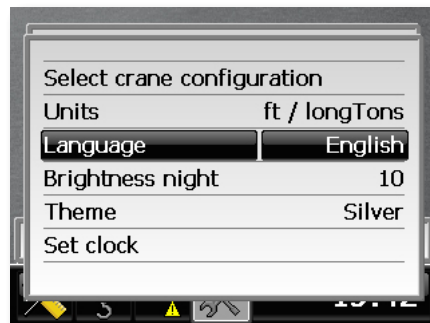 Select crane configuration
Units ft / longTons
Language English
Brightness night 10
Theme Silver
Set clock